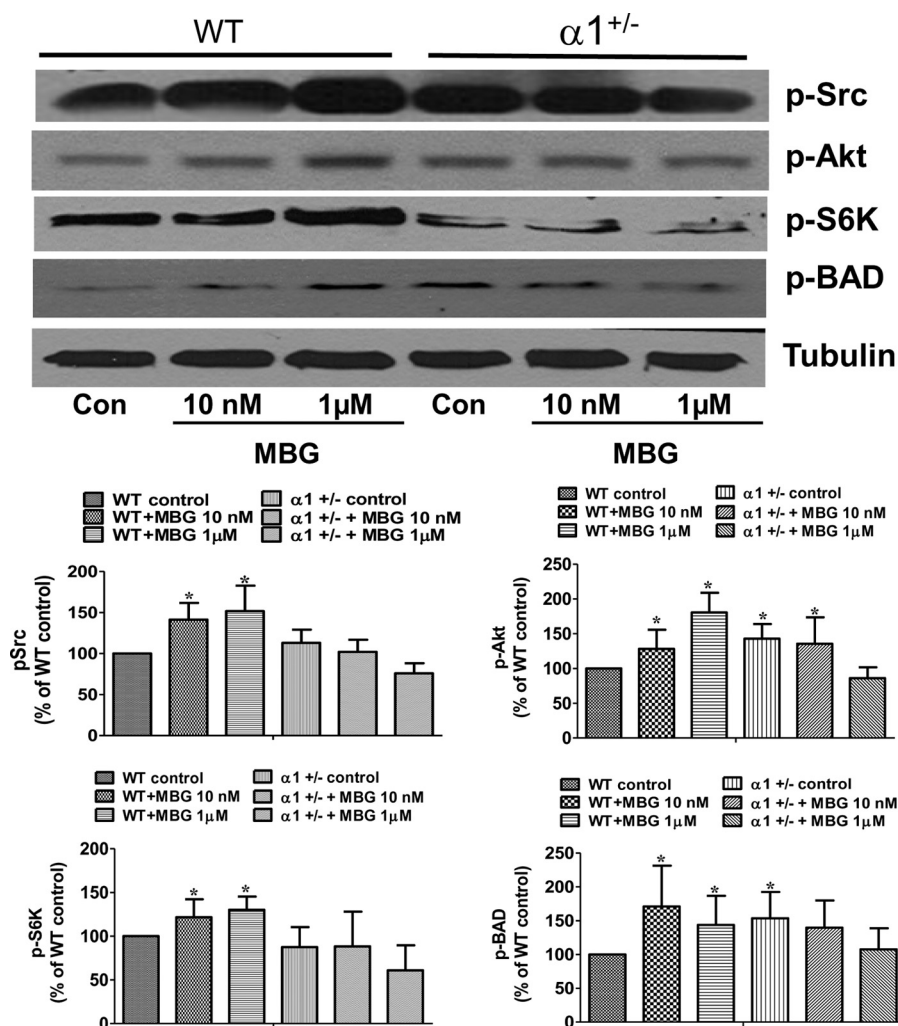 WT α1+/-
p-Src
p-Akt
p-S6K
p-BAD
Tubulin
Con 10 nM 1µM Con 10 nM 1µM
MBG MBG
WT control α1 +/- control
WT+MBG 10 nM α1 +/- + MBG 10 nM
WT+MBG 1µM α1 +/- + MBG 1µM
pSrc
(% of WT control)
200
150
100
50
0
* *
WT control α1 +/- control
WT+MBG 10 nM α1 +/- + MBG 10 nM
WT+MBG 1µM α1 +/- + MBG 1µM
p-Akt
(% of WT control)
250
200
150
100
50
0
* * * *
WT control α1 +/- control
WT+MBG 10 nM α1 +/- + MBG 10 nM
WT+MBG 1µM α1 +/- + MBG 1µM
p-S6K
(% of WT control)
200
150
100
50
0
* *
WT control α1 +/- control
WT+MBG 10 nM α1 +/- + MBG 10 nM
WT+MBG 1µM α1 +/- + MBG 1µM
p-BAD
(% of WT control)
250
200
150
100
50
0
* * *